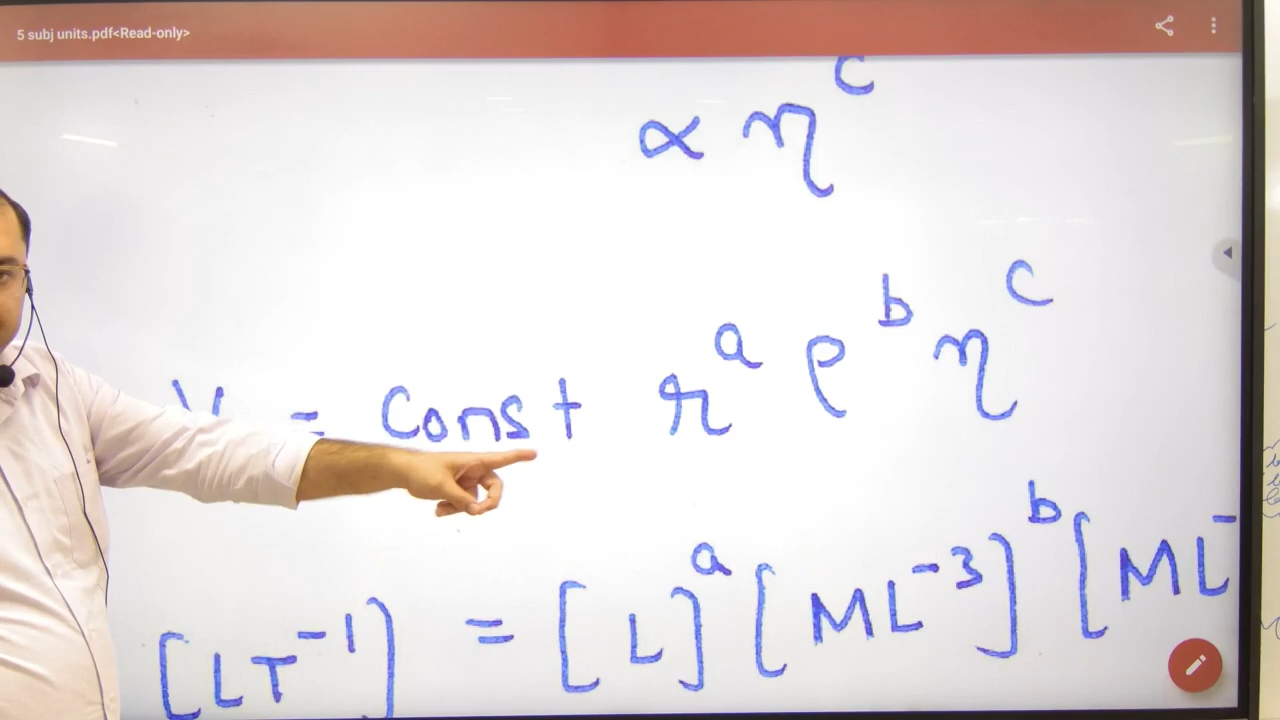 5 subj units.pdf<Read-only>
∝ η^c
V = Const r^a ρ^b η^c
[LT^-1] = [L]^a [ML^-3]^b [ML^-